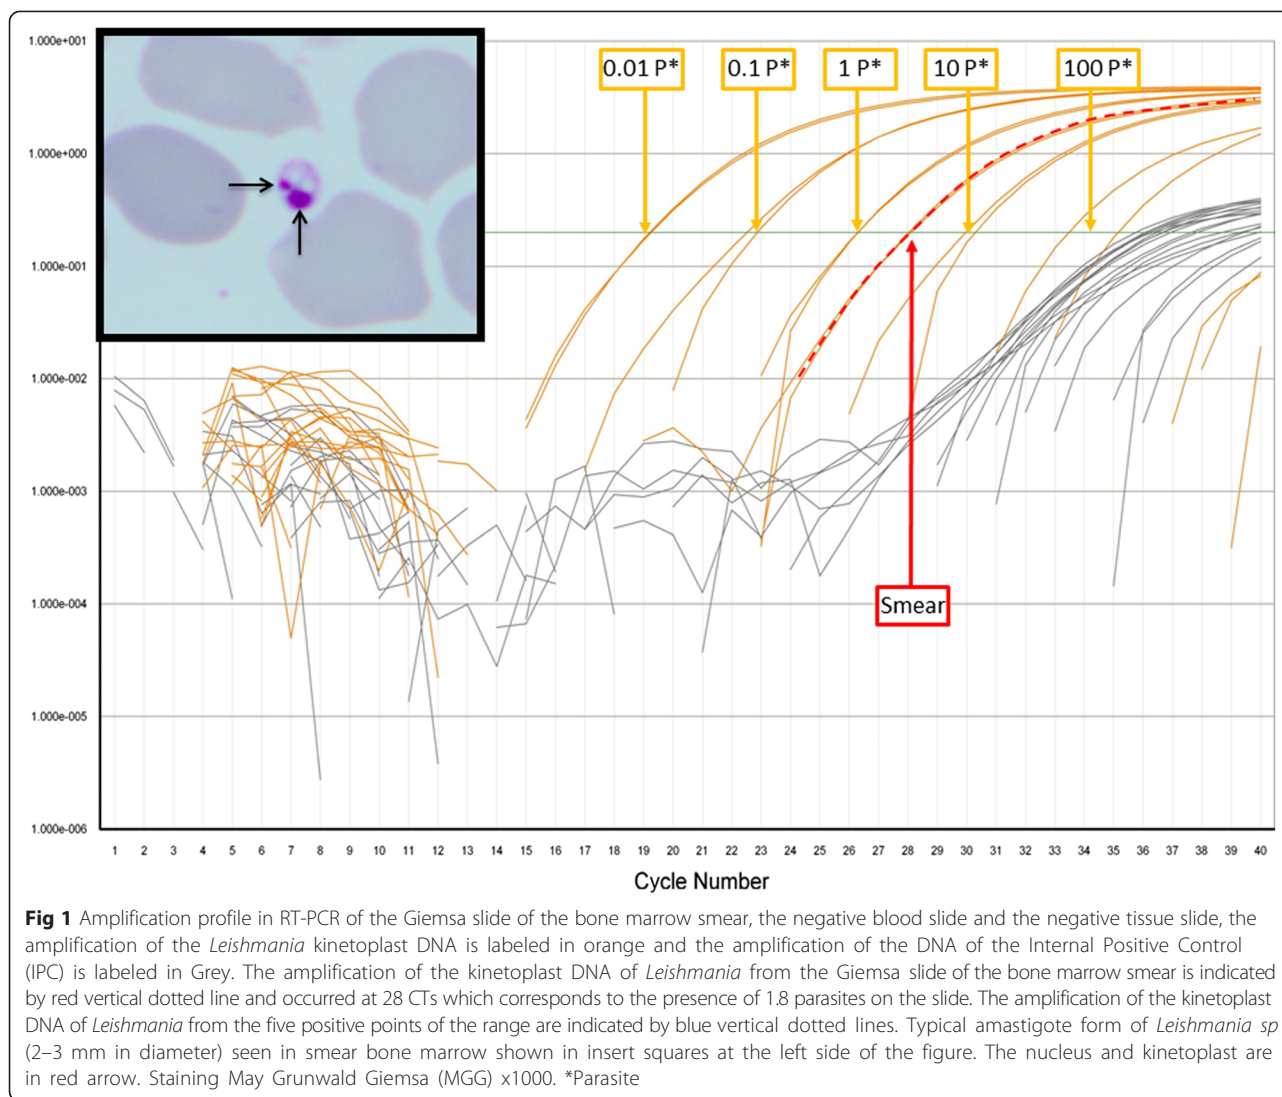 1.000e+001
0.01 P*
0.1 P*
1 P*
10 P*
100 P*
1.000e+000
1.000e-001
1.000e-002
1.000e-003
1.000e-004
Smear
1.000e-005
1.000e-006
1 2 3 4 5 6 7 8 9 10 11 12 13 14 15 16 17 18 19 20 21 22 23 24 25 26 27 28 29 30 31 32 33 34 35 36 37 38 39 40
Cycle Number
Fig 1 Amplification profile in RT-PCR of the Giemsa slide of the bone marrow smear, the negative blood slide and the negative tissue slide, the
amplification of the Leishmania kinetoplast DNA is labeled in orange and the amplification of the DNA of the Internal Positive Control
(IPC) is labeled in Grey. The amplification of the kinetoplast DNA of Leishmania from the Giemsa slide of the bone marrow smear is indicated
by red vertical dotted line and occurred at 28 CTs which corresponds to the presence of 1.8 parasites on the slide. The amplification of the kinetoplast
DNA of Leishmania from the five positive points of the range are indicated by blue vertical dotted lines. Typical amastigote form of Leishmania sp
(2–3 mm in diameter) seen in smear bone marrow shown in insert squares at the left side of the figure. The nucleus and kinetoplast are
in red arrow. Staining May Grunwald Giemsa (MGG) x1000. *Parasite